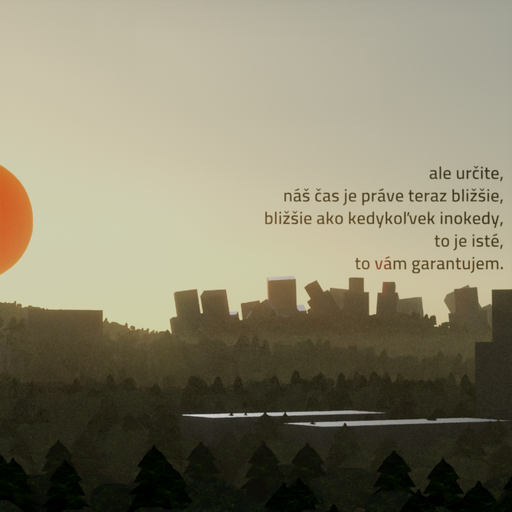 ale určite,
náš čas je práve teraz bližšie,
bližšie ako kedykoľvek inokedy,
to je isté,
to vám garantujem.